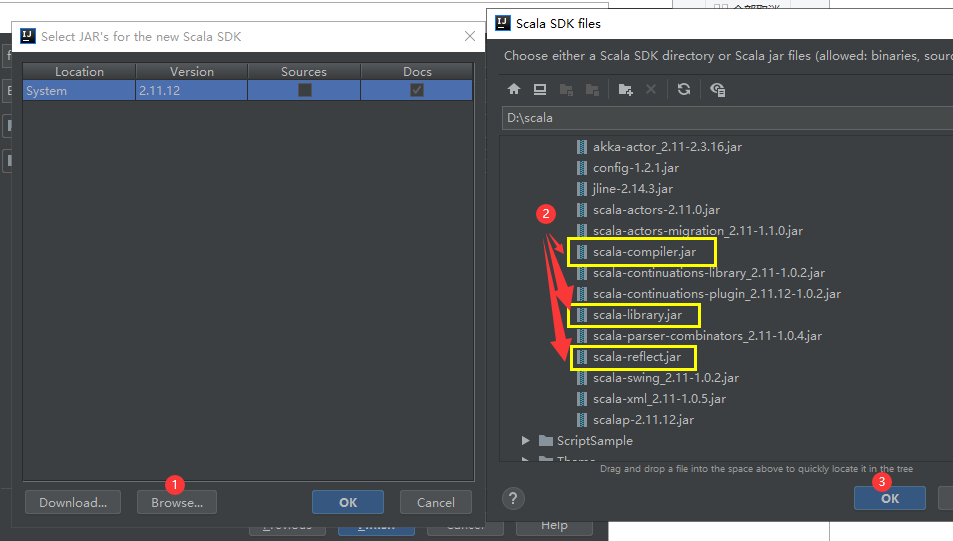 全部取消
Select JAR's for the new Scala SDK
Location Version Sources Docs
System 2.11.12
1
Download... Browse... OK Cancel
Scala SDK files
Choose either a Scala SDK directory or Scala jar files (allowed: binaries,
D:\scala
akka-actor_2.11-2.3.16.jar
config-1.2.1.jar
jline-2.14.3.jar
scala-actors-2.11.0.jar
2
scala-actors-migration_2.11-1.1.0.jar
scala-compiler.jar
scala-continuations-library_2.11-1.0.2.jar
scala-continuations-plugin_2.11.12-1.0.2.jar
scala-library.jar
scala-parser-combinators_2.11-1.0.4.jar
scala-reflect.jar
scala-swing_2.11-1.0.2.jar
scala-xml_2.11-1.0.5.jar
scalap-2.11.12.jar
ScriptSample
Drag and drop a file into the space above to quickly locate it in the tree
3
? OK
Previous Cancel Help